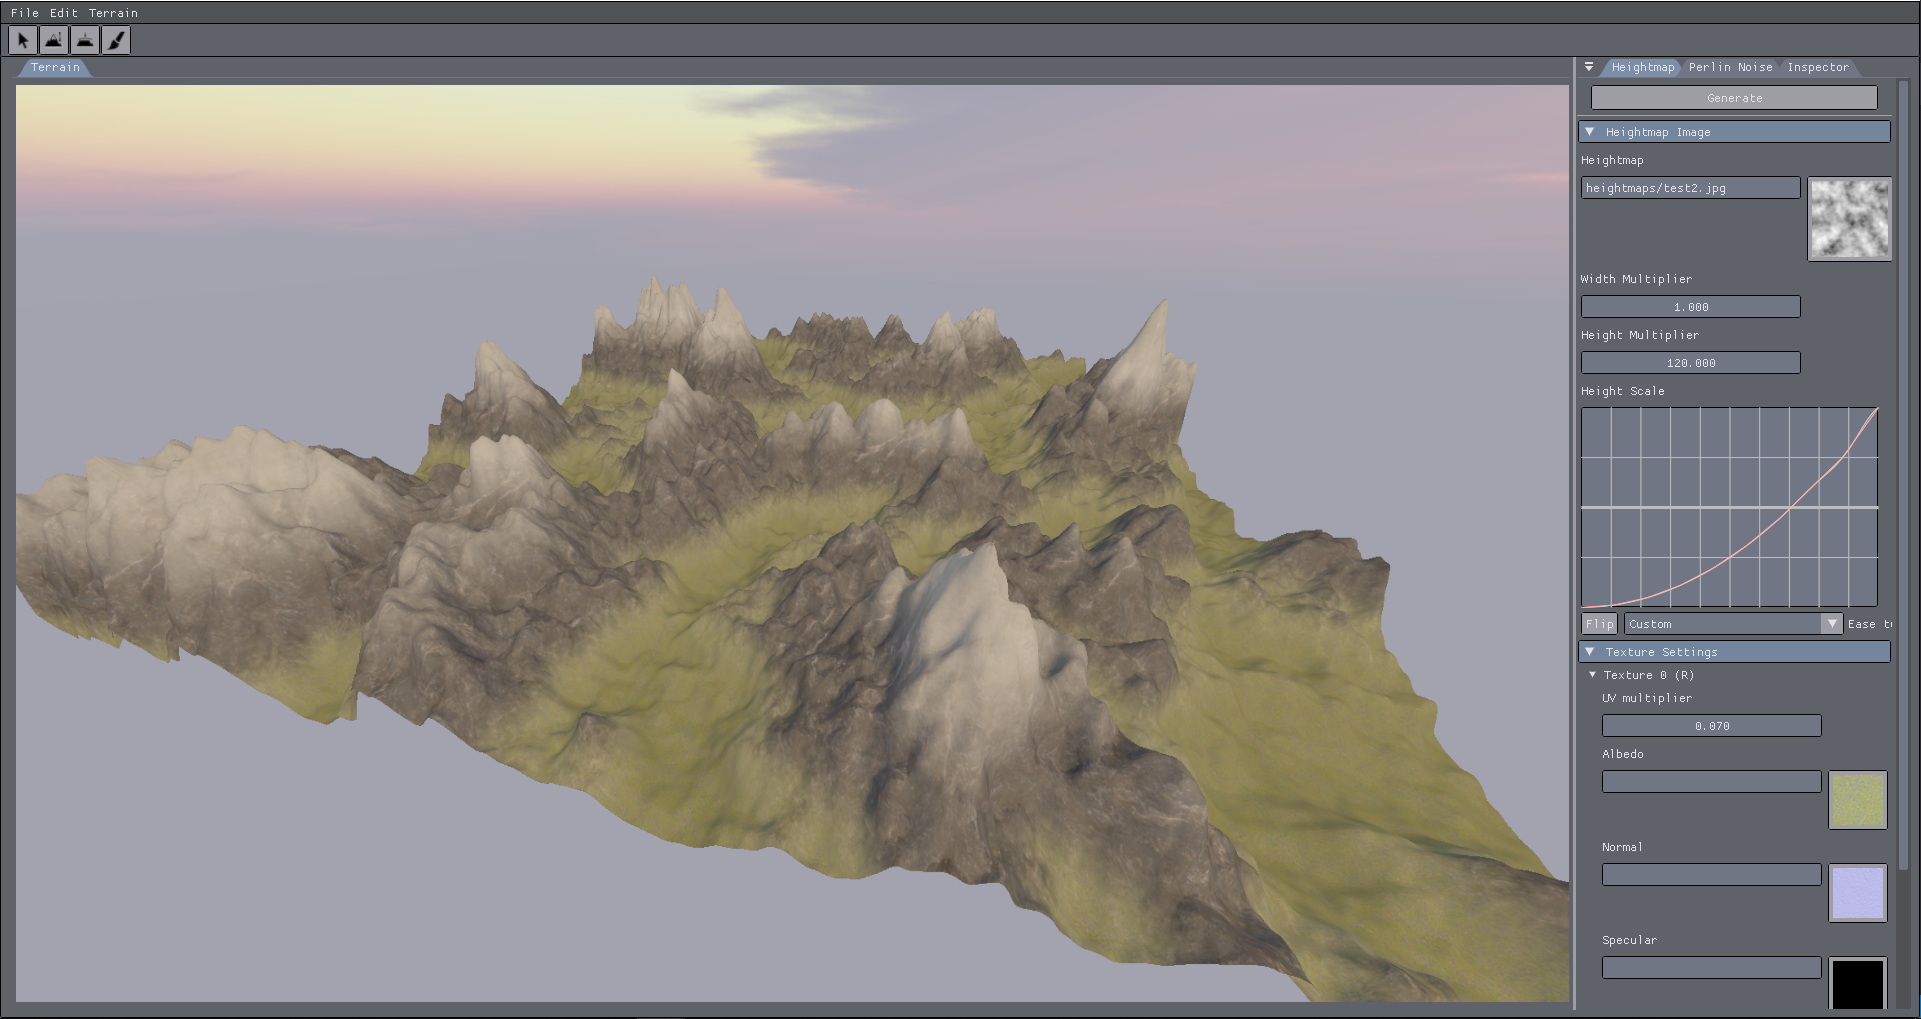 File Edit Terrain
Terrain
Heightmap Perlin Noise Inspector
Generate
Heightmap Image
Heightmap
heightmaps/test2.jpg
Width Multiplier
1.000
Height Multiplier
120.000
Height Scale
Flip Custom Ease
Texture Settings
Texture 0 (R)
UV multiplier
0.070
Albedo
Normal
Specular